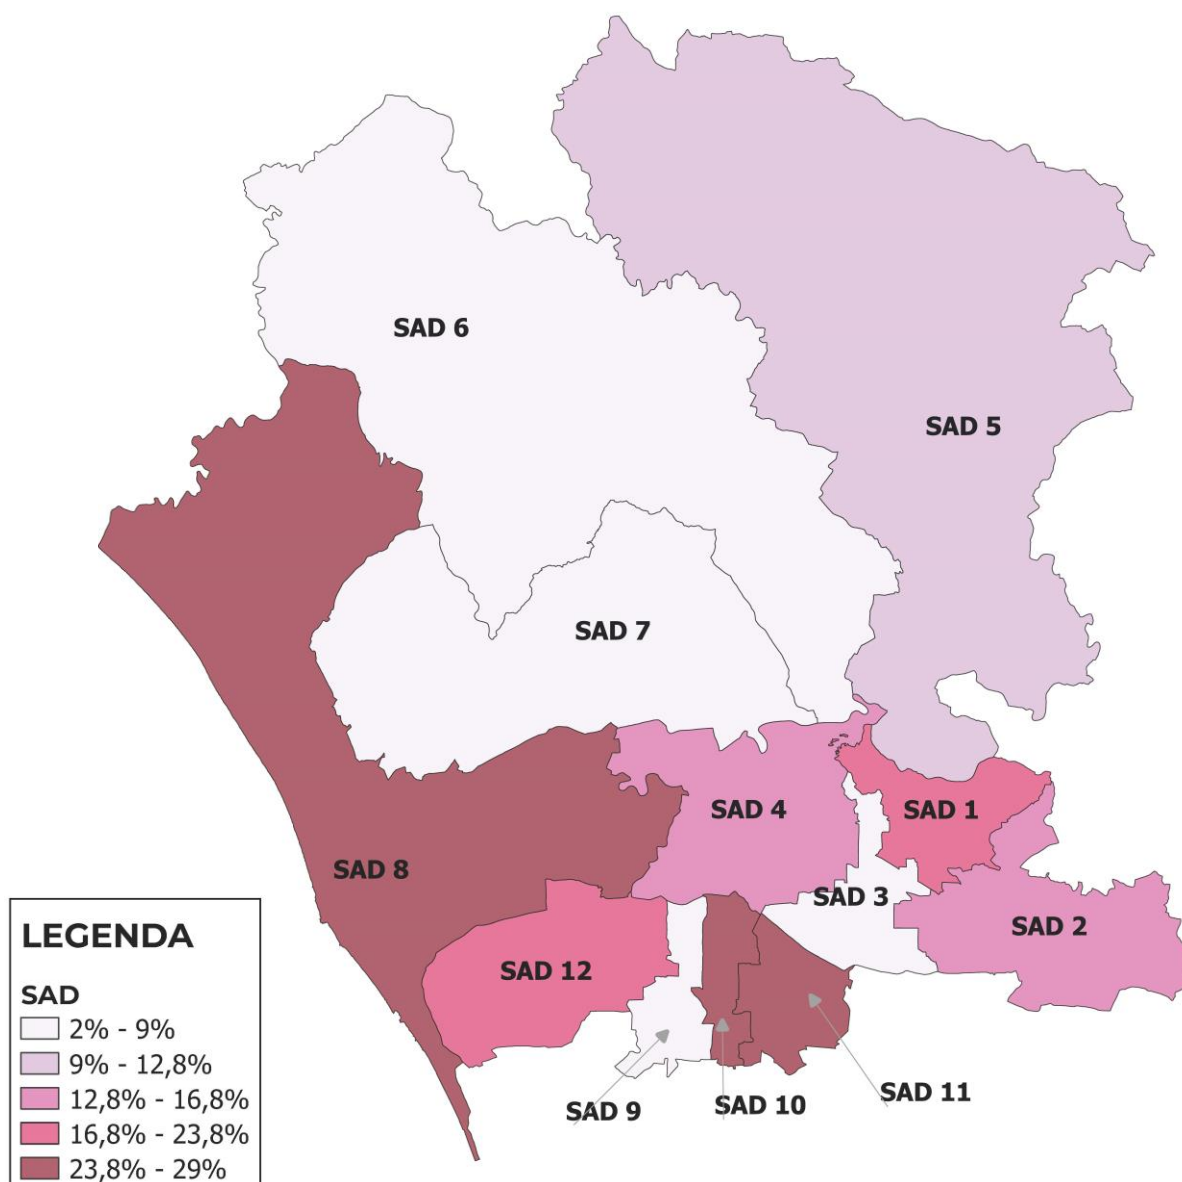 SAD 6
SAD 5
SAD 7
SAD 4
SAD 1
SAD 8
SAD 3
SAD 2
SAD 12
SAD 11
SAD 10
SAD 9
LEGENDA
SAD
2% - 9%
9% - 12,8%
12,8% - 16,8%
16,8% - 23,8%
23,8% - 29%